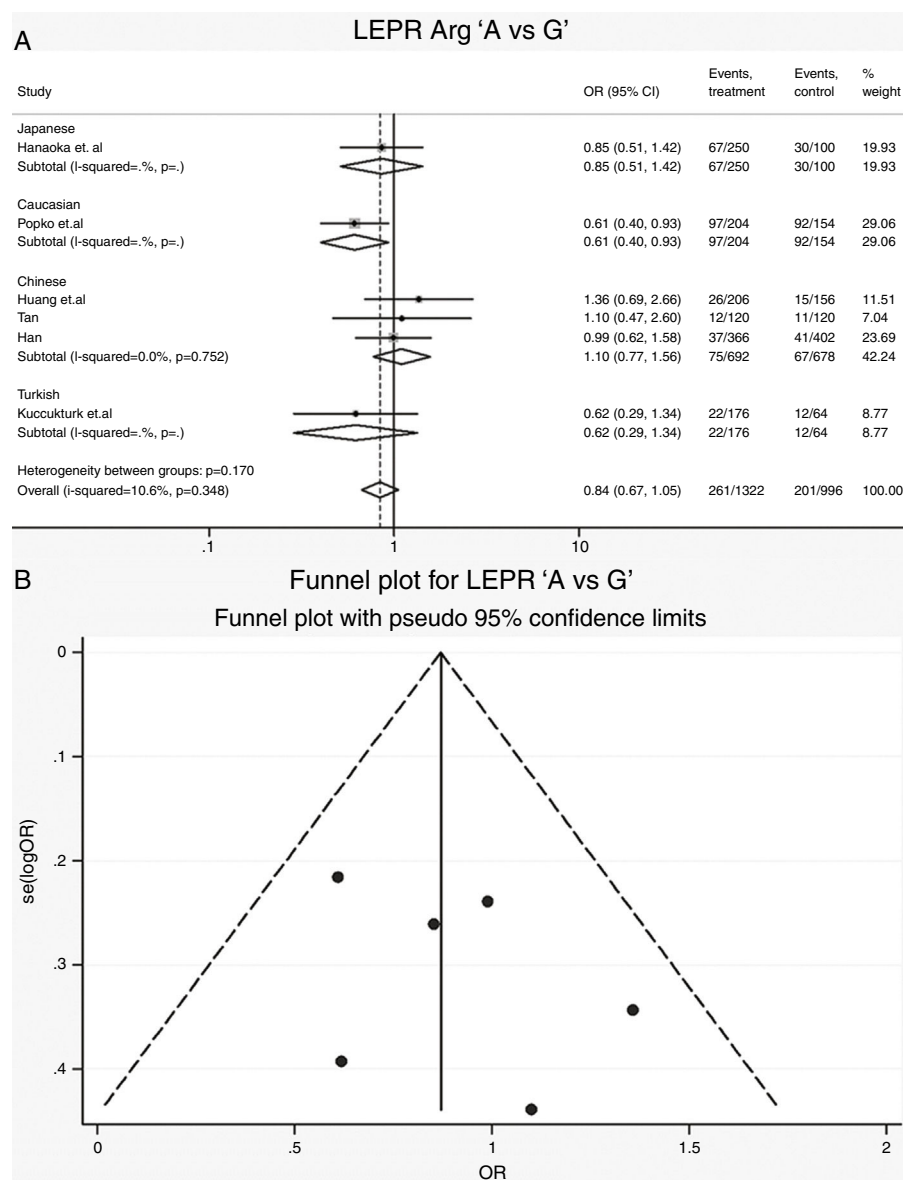 A
LEPR Arg ‘A vs G’
Events, Events, %
Study OR (95% CI) treatment control weight
Japanese
Hanaoka et. al 0.85 (0.51, 1.42) 67/250 30/100 19.93
Subtotal (I-squared=.%, p=.) 0.85 (0.51, 1.42) 67/250 30/100 19.93
Caucasian
Popko et.al 0.61 (0.40, 0.93) 97/204 92/154 29.06
Subtotal (I-squared=.%, p=.) 0.61 (0.40, 0.93) 97/204 92/154 29.06
Chinese
Huang et.al 1.36 (0.69, 2.66) 26/206 15/156 11.51
Tan 1.10 (0.47, 2.60) 12/120 11/120 7.04
Han 0.99 (0.62, 1.58) 37/366 41/402 23.69
Subtotal (I-squared=0.0%, p=0.752) 1.10 (0.77, 1.56) 75/692 67/678 42.24
Turkish
Kuccukturk et.al 0.62 (0.29, 1.34) 22/176 12/64 8.77
Subtotal (I-squared=.%, p=.) 0.62 (0.29, 1.34) 22/176 12/64 8.77
Heterogeneity between groups: p=0.170
Overall (i-squared=10.6%, p=0.348) 0.84 (0.67, 1.05) 261/1322 201/996 100.00
.1 1 10
B
Funnel plot for LEPR ‘A vs G’
Funnel plot with pseudo 95% confidence limits
0
.1
.2
.3
.4
se(logOR)
0 .5 1 1.5 2
OR